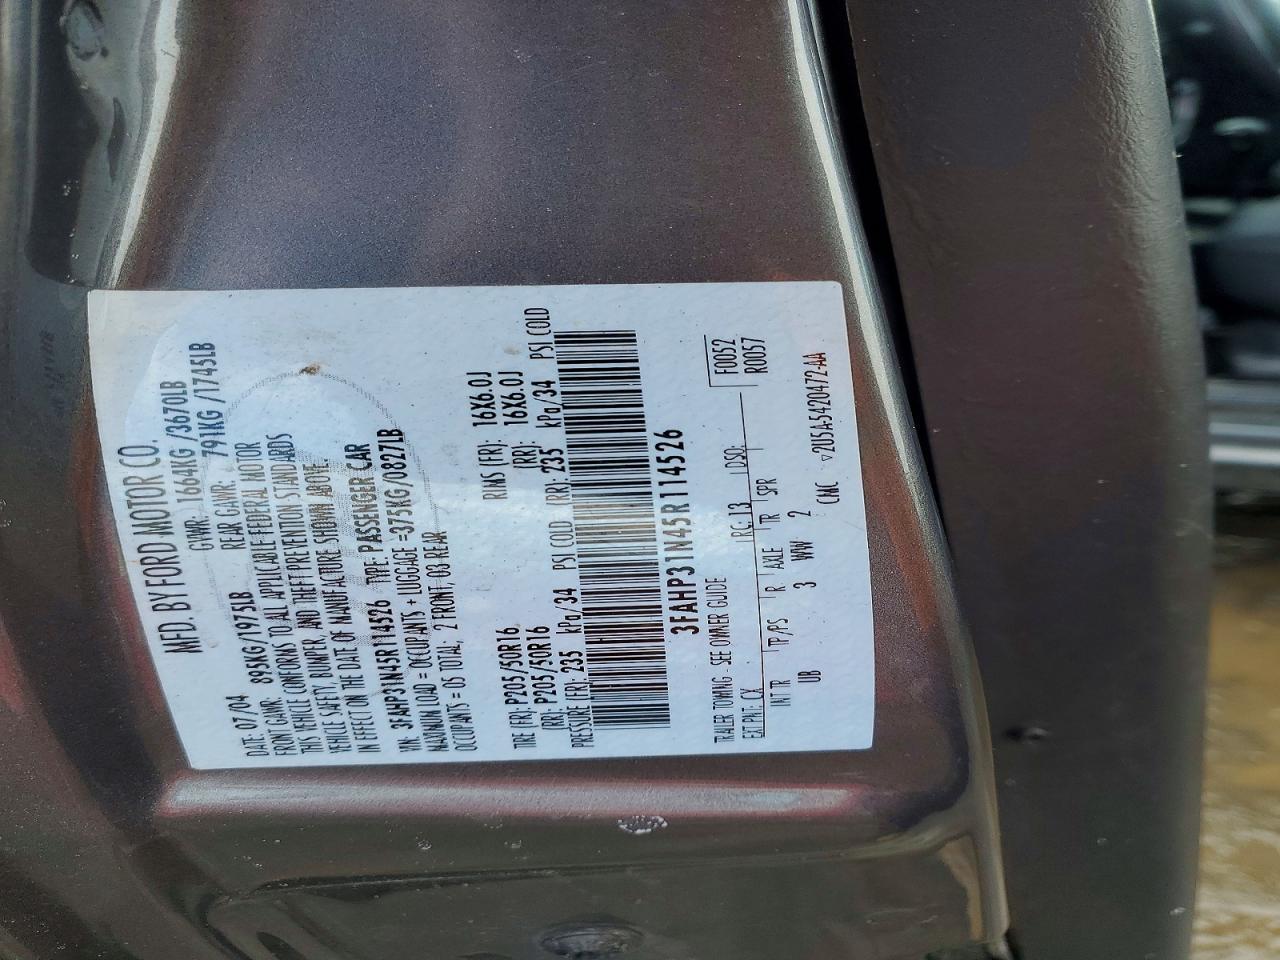 MFD. BY FORD MOTOR CO.
DATE: 07/04 GVWR: 1664KG /3670LB
FRONT GAWR: 895KG/1975LB REAR GAWR: 791KG /1745LB
THIS VEHICLE CONFORMS TO ALL APPLICABLE FEDERAL MOTOR
VEHICLE SAFETY, BUMPER, AND THEFT PREVENTION STANDARDS
IN EFFECT ON THE DATE OF MANUFACTURE SHOWN ABOVE.
VIN: 3FAHP31N45R114526 TYPE: PASSENGER CAR
MAXIMUM LOAD = OCCUPANTS + LUGGAGE =375KG/0827LB
OCCUPANTS = 05 TOTAL, 2 FRONT, 03 REAR
TIRE (FR): P205/50R16 RIMS (FR): 16X6.0J
(RR): P205/50R16 (RR): 16X6.0J
PRESSURE (FR): 235 kPa/34 PSI COLD (RR): 235 kPa/34 PSI COLD
3FAHP31N45R114526
TRAILER TOWING - SEE OWNER GUIDE F0052
EXT PNT: CX RC: 13 DSO: R0057
INT TR TP/PS R AXLE TR SPR
UB 3 WW 2
CMC ▽2U5A-5420472-AA